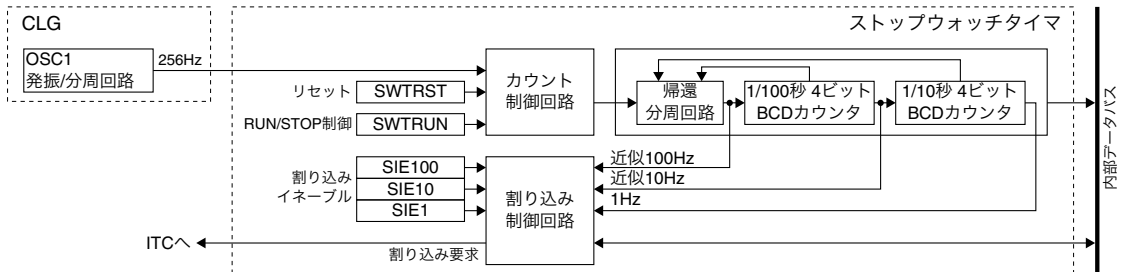 CLG
ストップウォッチタイマ
OSC1
発振/分周回路
256Hz
リセット
SWTRST
RUN/STOP制御
SWTRUN
カウント
制御回路
帰還
分周回路
1/100秒 4ビット
BCDカウンタ
1/10秒 4ビット
BCDカウンタ
内部データバス
割り込み
イネーブル
SIE100
SIE10
SIE1
割り込み
制御回路
近似100Hz
近似10Hz
1Hz
ITCへ
割り込み要求